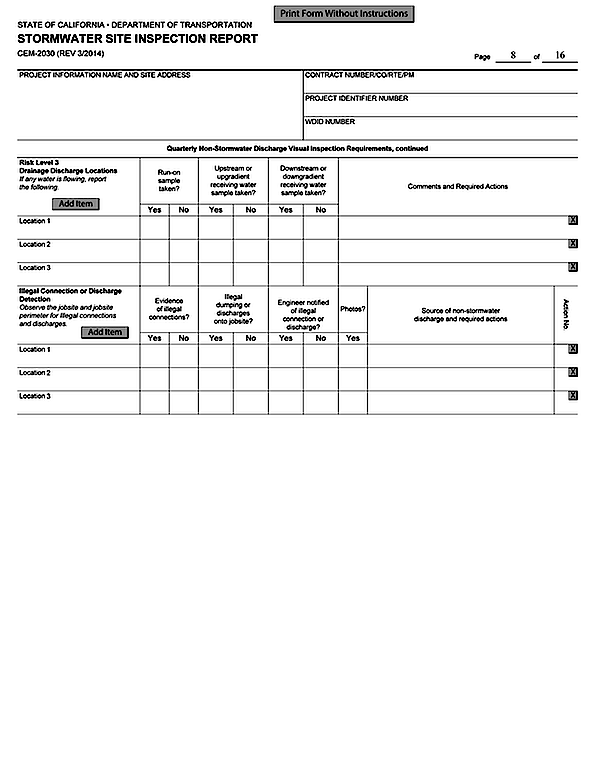 Print Form Without Instructions
STATE OF CALIFORNIA • DEPARTMENT OF TRANSPORTATION
STORMWATER SITE INSPECTION REPORT
CEM-2030 (REV 3/2014)
Page 8 of 16
PROJECT INFORMATION NAME AND SITE ADDRESS
CONTRACT NUMBER/CO/RTE/PM
PROJECT IDENTIFIER NUMBER
WDID NUMBER
Quarterly Non-Stormwater Discharge Visual Inspection Requirements, continued
Risk Level 3
Drainage Discharge Locations
If any water is flowing, report
the following.
Add Item
Run-on
sample
taken?
Upstream or
upgradient
receiving water
sample taken?
Downstream or
downgradient
receiving water
sample taken?
Comments and Required Actions
Yes No Yes No Yes No
Location 1 X
Location 2 X
Location 3 X
Illegal Connection or Discharge
Detection
Observe the jobsite and jobsite
perimeter for illegal connections
and discharges.
Add Item
Evidence
of illegal
connections?
Illegal
dumping or
discharges
onto jobsite?
Engineer notified
of illegal
connection or
discharge?
Photos?
Source of non-stormwater
discharge and required actions
Action No.
Yes No Yes No Yes No Yes
Location 1 X
Location 2 X
Location 3 X